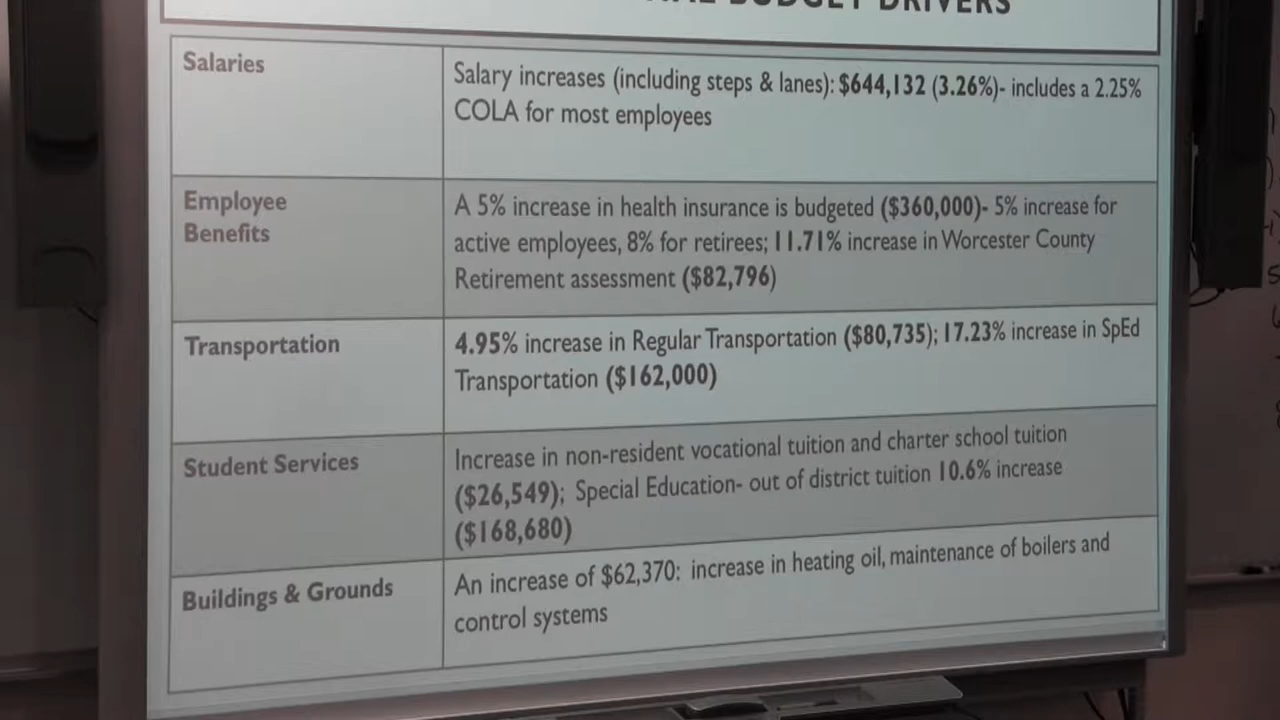 BUDGET DRIVERS
Salaries
Salary increases (including steps & lanes): $644,132 (3.26%)- includes a 2.25%
COLA for most employees
Employee
Benefits
A 5% increase in health insurance is budgeted ($360,000)- 5% increase for
active employees, 8% for retirees; 11.71% increase in Worcester County
Retirement assessment ($82,796)
Transportation
4.95% increase in Regular Transportation ($80,735); 17.23% increase in SpEd
Transportation ($162,000)
Student Services
Increase in non-resident vocational tuition and charter school tuition
($26,549); Special Education- out of district tuition 10.6% increase
($168,680)
Buildings & Grounds
An increase of $62,370: increase in heating oil, maintenance of boilers and
control systems